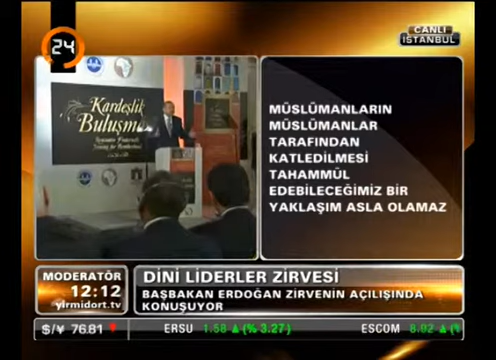 24
CANLI
İSTANBUL
Kardeşlik
Buluşma
MÜSLÜMANLARIN
MÜSLÜMANLAR
TARAFINDAN
KATLEDİLMESİ
TAHAMMÜL
EDEBİLECEĞİMİZ BİR
YAKLAŞIM ASLA OLAMAZ
MODERATÖR
12:12
yirmidort.tv
DİNİ LİDERLER ZİRVESİ
BAŞBAKAN ERDOĞAN ZİRVENİN AÇILIŞINDA
KONUŞUYOR
$/¥ 76.81 ERSU 1.58 (% 3.27) ESCOM 8.02